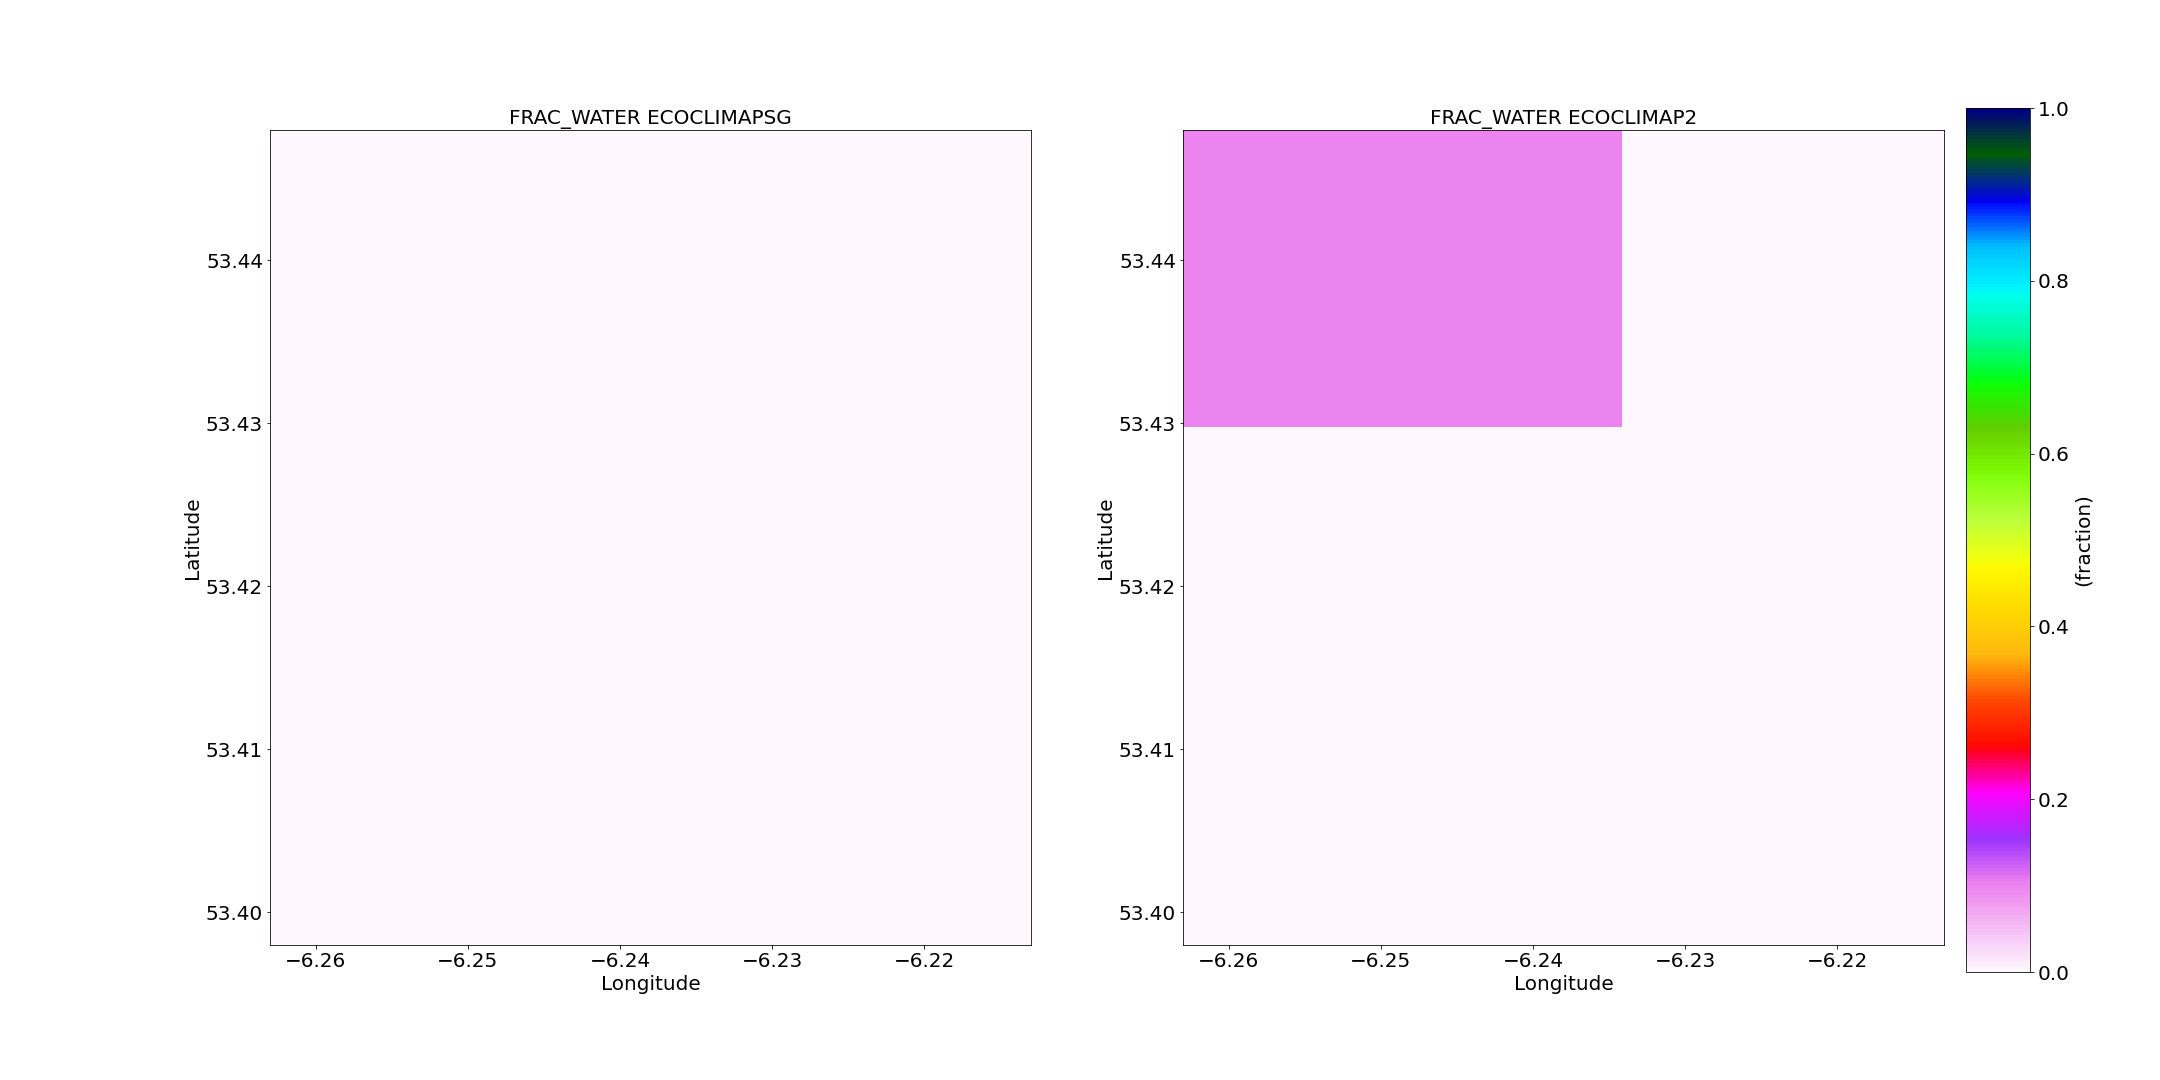 FRAC_WATER ECOCLIMAPSG
53.44
53.43
53.42
53.41
53.40
Latitude
−6.26 −6.25 −6.24 −6.23 −6.22
Longitude
FRAC_WATER ECOCLIMAP2
53.44
53.43
53.42
53.41
53.40
Latitude
−6.26 −6.25 −6.24 −6.23 −6.22
Longitude
1.0
0.8
0.6
0.4
0.2
0.0
(fraction)